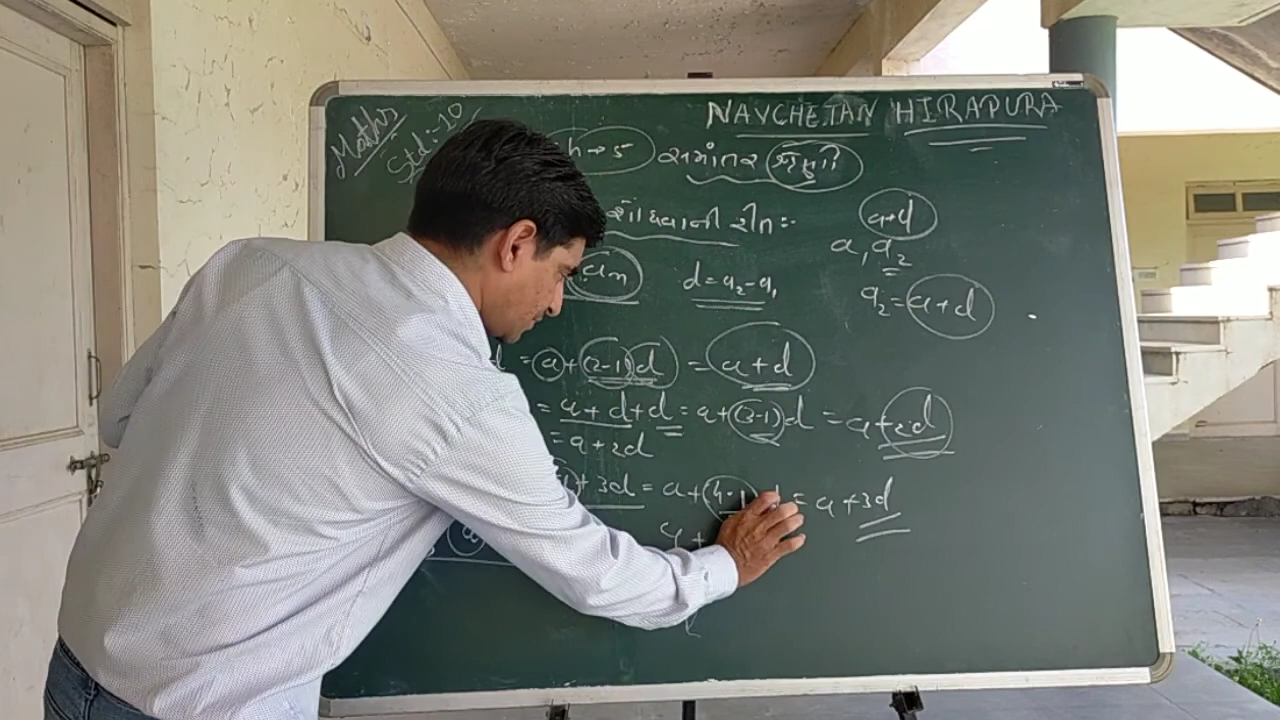 Maths
Std :- 10
NAVCHETAN HIRAPURA
h → 5 સમાંતર શ્રેઢી
શોધવાની રીત :-
a+d
a, a₂
an d = a₂ - a₁
a₂ = a + d
d = a + (2-1) d = a + d
= a + d + d = a + (3-1) d = a + 2d
= a + 2d
+ 3d = a + (4-1) d = a + 3d